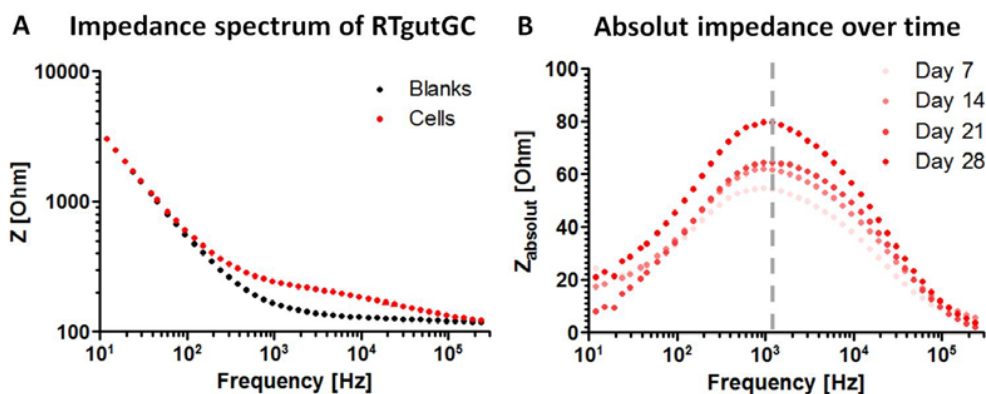 A Impedance spectrum of RTgutGC
10000
1000
100
Z [Ohm]
Blanks
Cells
10¹ 10² 10³ 10⁴ 10⁵
Frequency [Hz]
B Absolut impedance over time
100
80
60
40
20
0
Zabsolut [Ohm]
Day 7
Day 14
Day 21
Day 28
10¹ 10² 10³ 10⁴ 10⁵
Frequency [Hz]